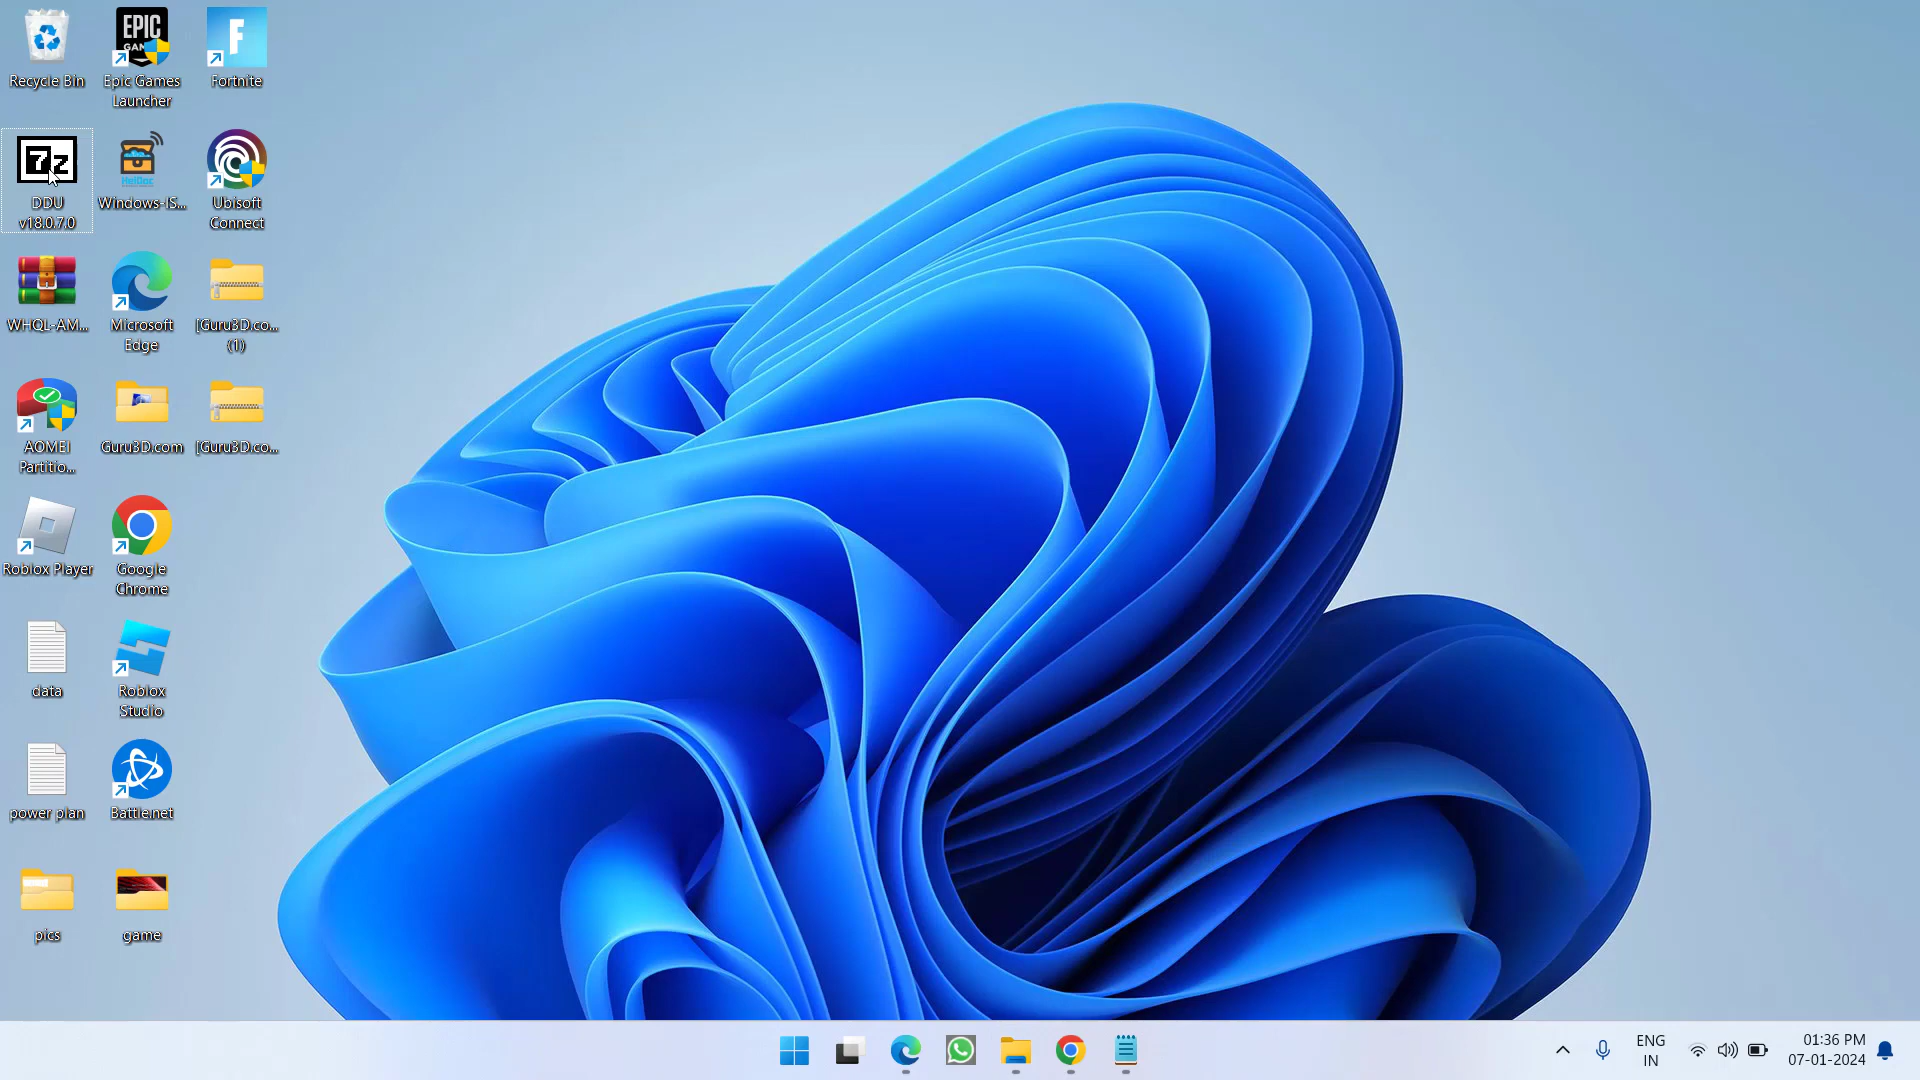 Recycle Bin
EPIC
GAMES
Epic Games
Launcher
F
Fortnite
7z
DDU
v18.0.7.0
HeiDoc
Windows-IS...
Ubisoft
Connect
WHQL-AM...
Microsoft
Edge
[Guru3D.co...
(1)
AOMEI
Partitio...
Guru3D.com
[Guru3D.co...
Roblox Player
Google
Chrome
data
Roblox
Studio
power plan
Battle.net
pics
game
ENG
IN
01:36 PM
07-01-2024